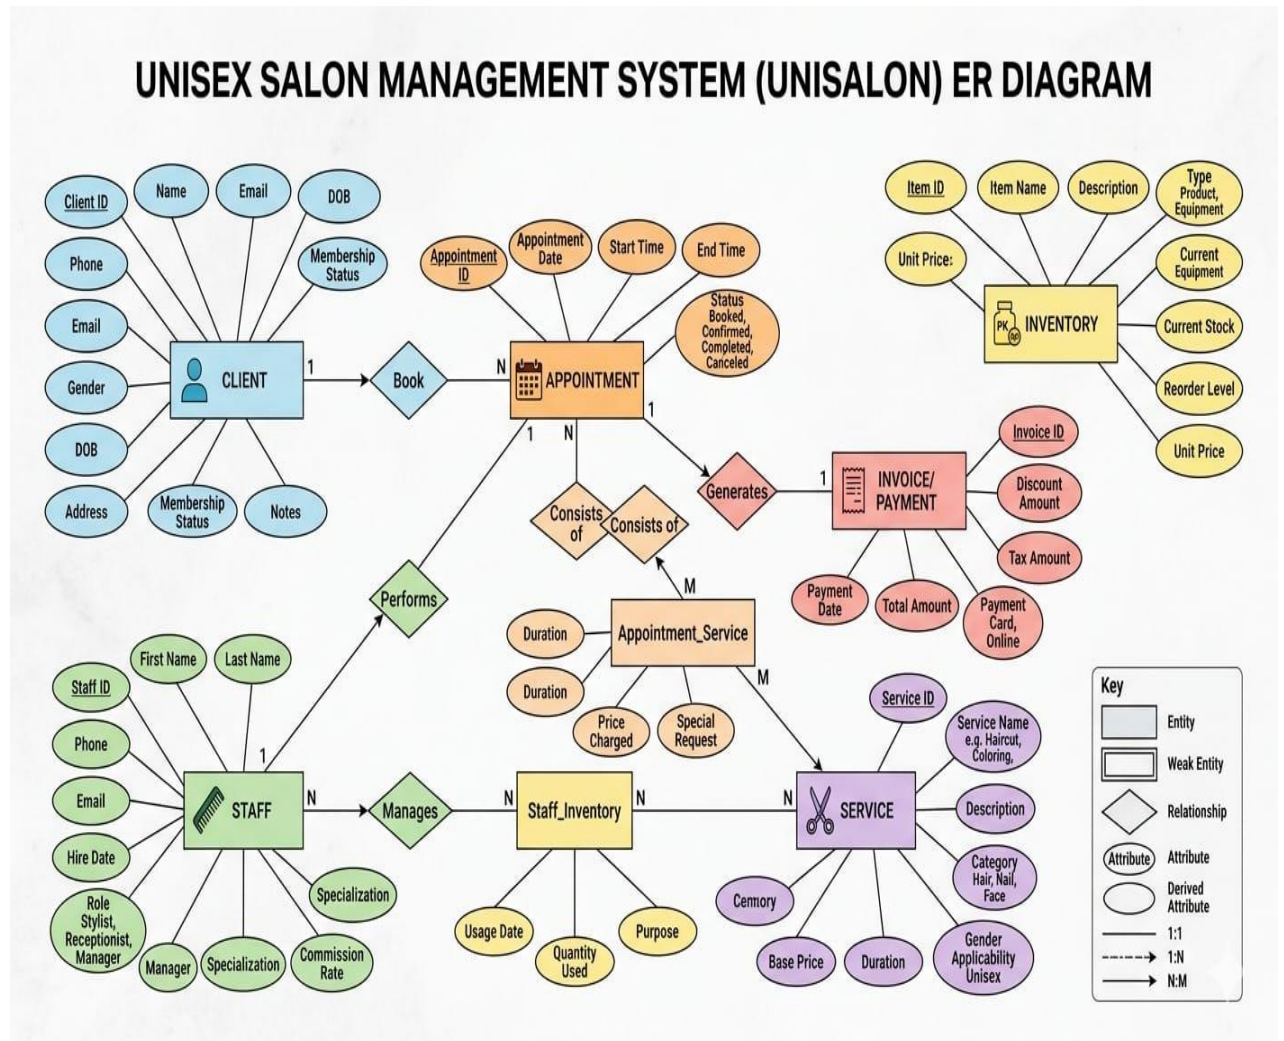 UNISEX SALON MANAGEMENT SYSTEM (UNISALON) ER DIAGRAM
Client ID
Name
Email
DOB
Phone
Membership
Status
Email
Gender
DOB
Address
Membership
Status
Notes
CLIENT
1
Book
N
Appointment
ID
Appointment
Date
Start Time
End Time
Status
Booked,
Confirmed,
Completed,
Canceled
APPOINTMENT
1
N
1
Item ID
Item Name
Description
Type
Product,
Equipment
Unit Price:
Current
Equipment
PK
INVENTORY
Current Stock
Reorder Level
Unit Price
Consists
of
Consists of
Generates
1
INVOICE/
PAYMENT
Invoice ID
Discount
Amount
Tax Amount
Payment
Date
Total Amount
Payment
Card,
Online
Performs
M
Appointment_Service
Duration
Duration
Price
Charged
Special
Request
M
First Name
Last Name
Staff ID
Phone
Email
Hire Date
Role
Stylist,
Receptionist,
Manager
Manager
Specialization
Commission
Rate
Specialization
1
STAFF
N
Manages
N
Staff_Inventory
N
N
Usage Date
Quantity
Used
Purpose
SERVICE
Service ID
Service Name
e.g. Haircut,
Coloring,
Description
Category
Hair, Nail,
Face
Cemory
Base Price
Duration
Gender
Applicability
Unisex
Key
Entity
Weak Entity
Relationship
Attribute
Attribute
Derived
Attribute
1:1
1:N
N:M